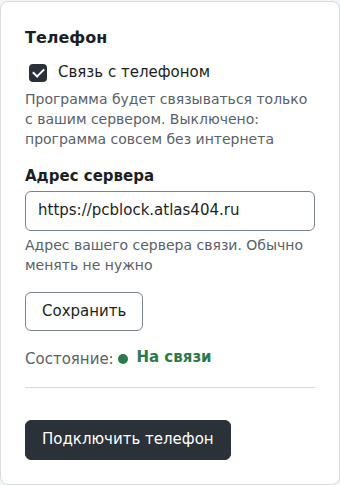 Телефон
Связь с телефоном
Программа будет связываться только
с вашим сервером. Выключено:
программа совсем без интернета
Адрес сервера
https://pcblock.atlas404.ru
Адрес вашего сервера связи. Обычно
менять не нужно
Сохранить
Состояние: На связи
Подключить телефон